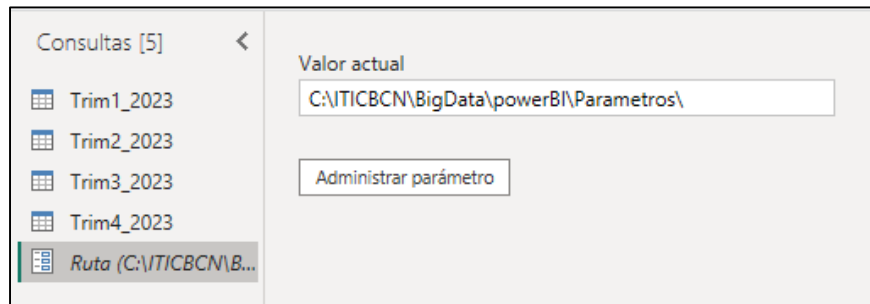 Consultas [5]
Trim1_2023
Trim2_2023
Trim3_2023
Trim4_2023
Ruta (C:\ITICBCN\B...
Valor actual
C:\ITICBCN\BigData\powerBI\Parametros\
Administrar parámetro